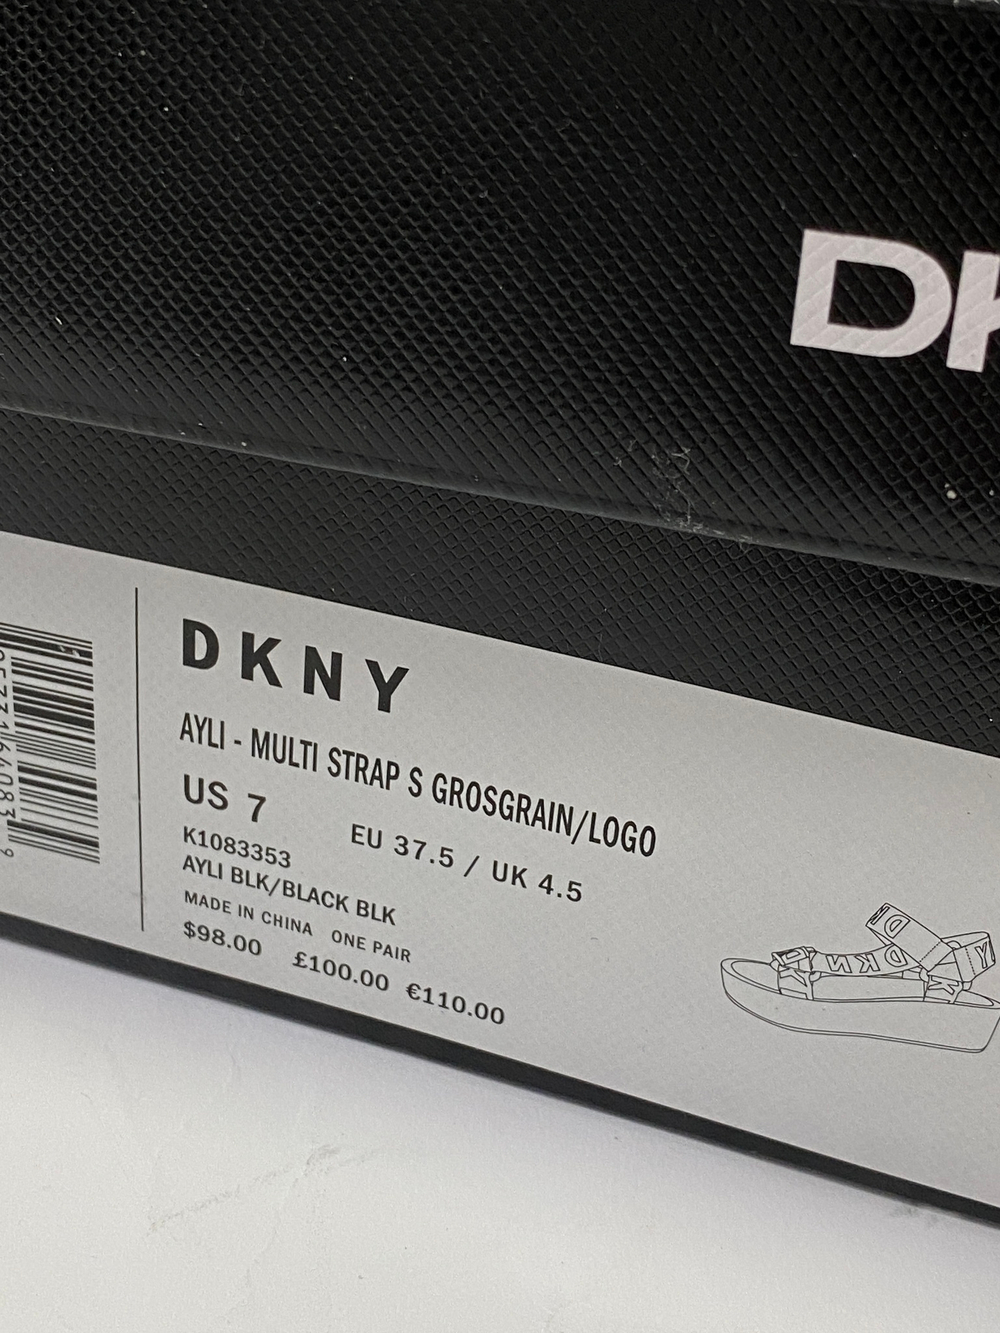 DK
DKNY
AYLI - MULTI STRAP S GROSGRAIN/LOGO
US 7
EU 37.5 / UK 4.5
K1083353
AYLI BLK/BLACK BLK
MADE IN CHINA ONE PAIR
$98.00 £100.00 €110.00
DKNY